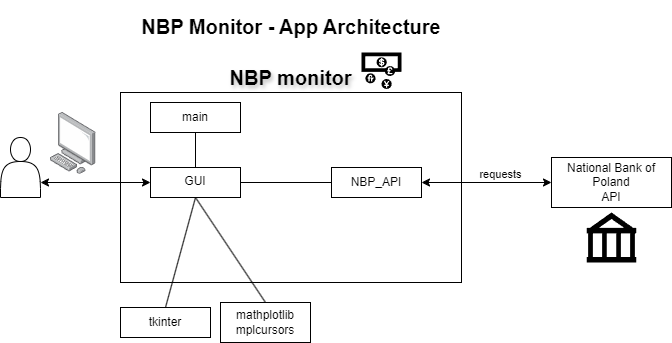 NBP Monitor - App Architecture
NBP monitor
main
GUI
NBP_API
requests
National Bank of
Poland
API
tkinter
mathplotlib
mplcursors